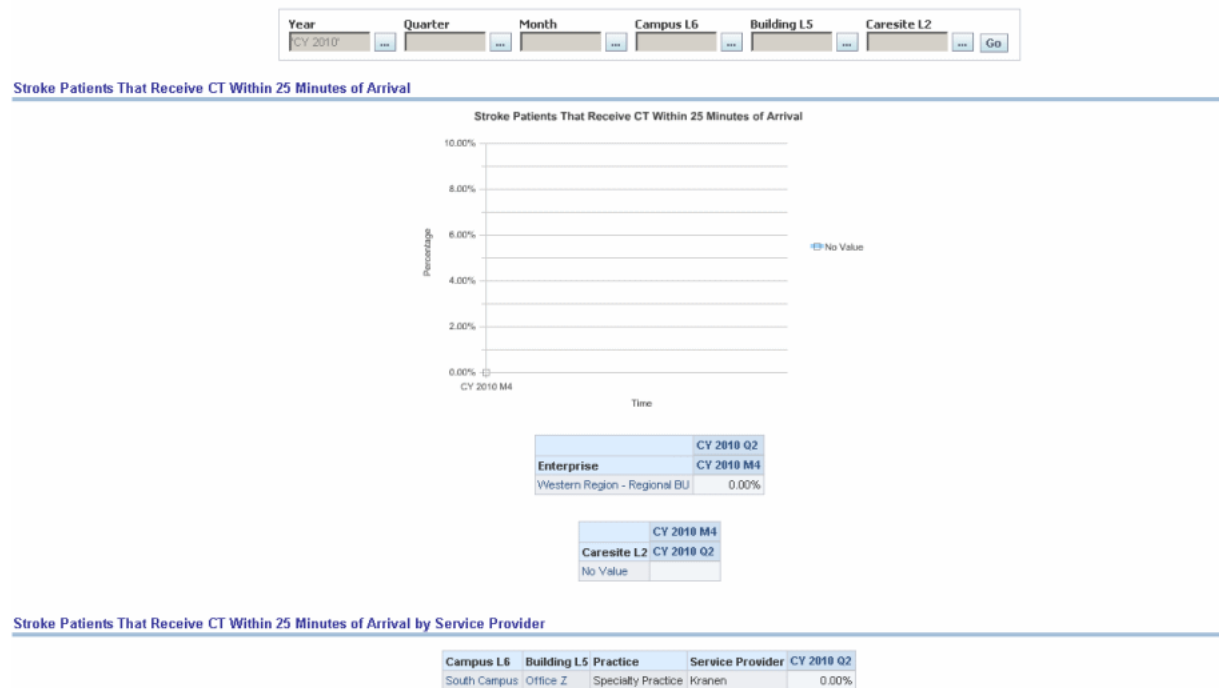 Year Quarter Month Campus L6 Building L5 Caresite L2
'CY 2010' ... ... ... ... ... ... Go
Stroke Patients That Receive CT Within 25 Minutes of Arrival
Stroke Patients That Receive CT Within 25 Minutes of Arrival
10.00%
8.00%
6.00%
4.00%
2.00%
0.00%
Percentage
No Value
CY 2010 M4
Time
CY 2010 Q2
Enterprise CY 2010 M4
Western Region - Regional BU 0.00%
CY 2010 M4
Caresite L2 CY 2010 Q2
No Value
Stroke Patients That Receive CT Within 25 Minutes of Arrival by Service Provider
Campus L6 Building L5 Practice Service Provider CY 2010 Q2
South Campus Office Z Specialty Practice Kranen 0.00%